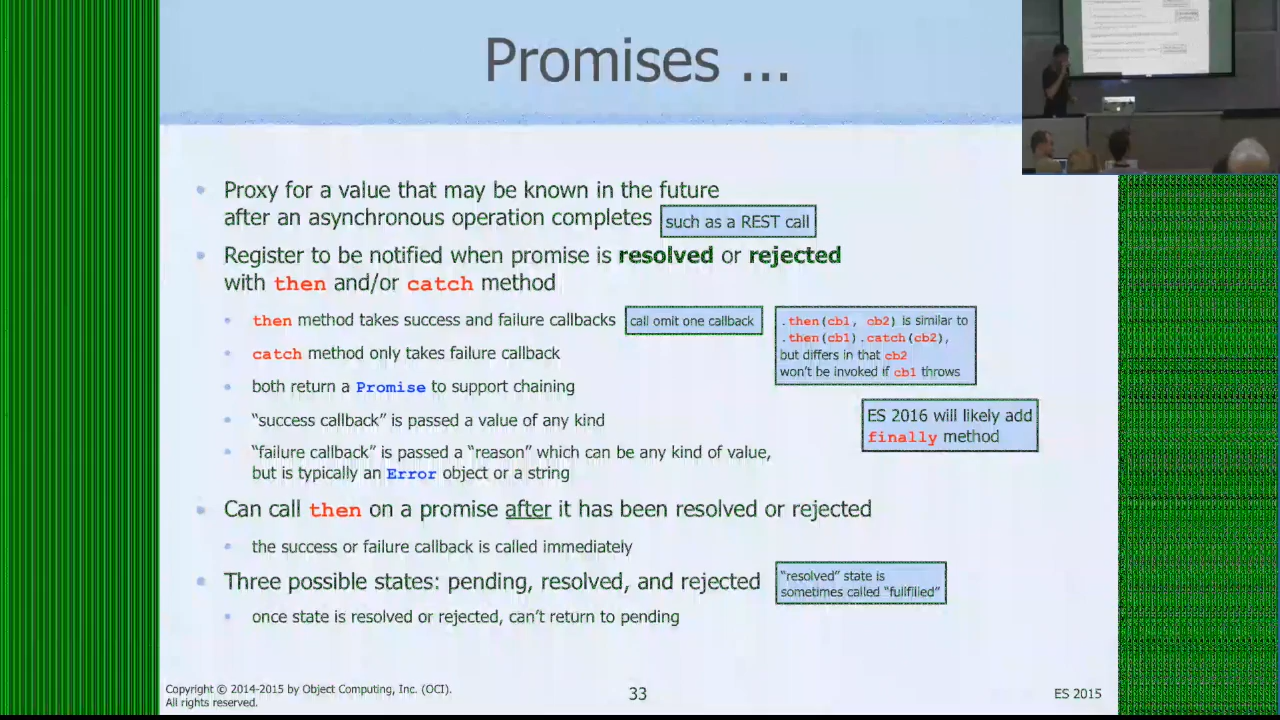 Promises ...
Proxy for a value that may be known in the future
after an asynchronous operation completes
such as a REST call
Register to be notified when promise is resolved or rejected
with then and/or catch method
then method takes success and failure callbacks
call omit one callback
.then(cb1, cb2) is similar to
.then(cb1).catch(cb2),
but differs in that cb2
won't be invoked if cb1 throws
catch method only takes failure callback
both return a Promise to support chaining
"success callback" is passed a value of any kind
ES 2016 will likely add
finally method
"failure callback" is passed a "reason" which can be any kind of value,
but is typically an Error object or a string
Can call then on a promise after it has been resolved or rejected
the success or failure callback is called immediately
Three possible states: pending, resolved, and rejected
"resolved" state is
sometimes called "fullfilled"
once state is resolved or rejected, can't return to pending
Copyright © 2014-2015 by Object Computing, Inc. (OCI).
All rights reserved.
33
ES 2015